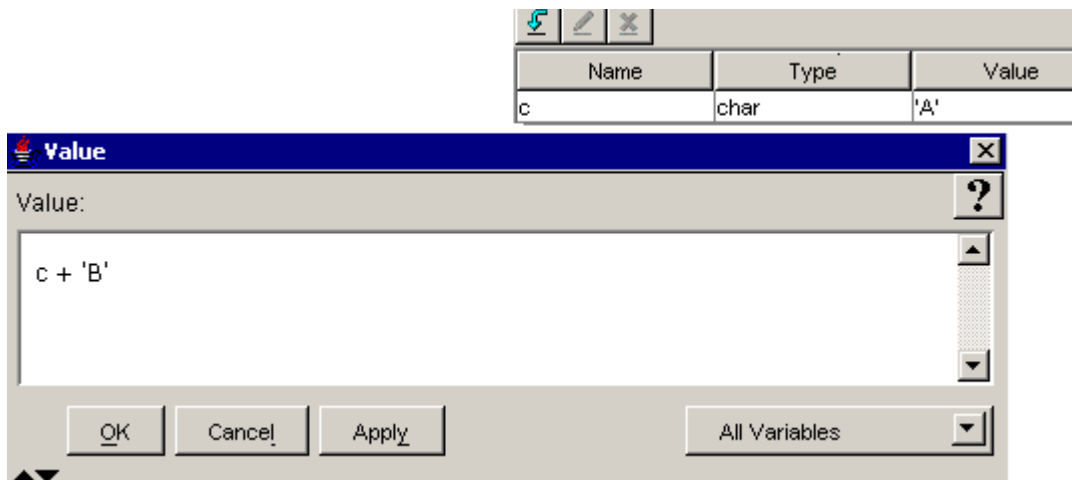 Name Type Value
c char 'A'
Value
Value:
?
c + 'B'
OK Cancel Apply All Variables